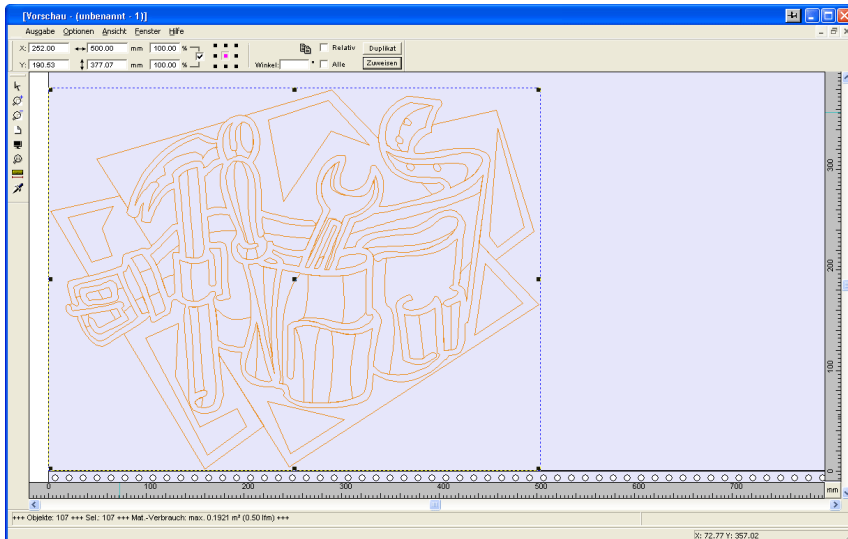 [Vorschau - (unbenannt - 1)]
Ausgabe Optionen Ansicht Fenster Hilfe
X: 252.00 500.00 mm 100.00 % Relativ Duplikat
Y: 190.53 377.07 mm 100.00 % Winkel: ° Alle Zuweisen
300
200
100
0
0 100 200 300 400 500 600 700 mm
+++ Objekte: 107 +++ Sel.: 107 +++ Mat.-Verbrauch: max. 0.1921 m² (0.50 lfm) +++
X: 72.77 Y: 357.02